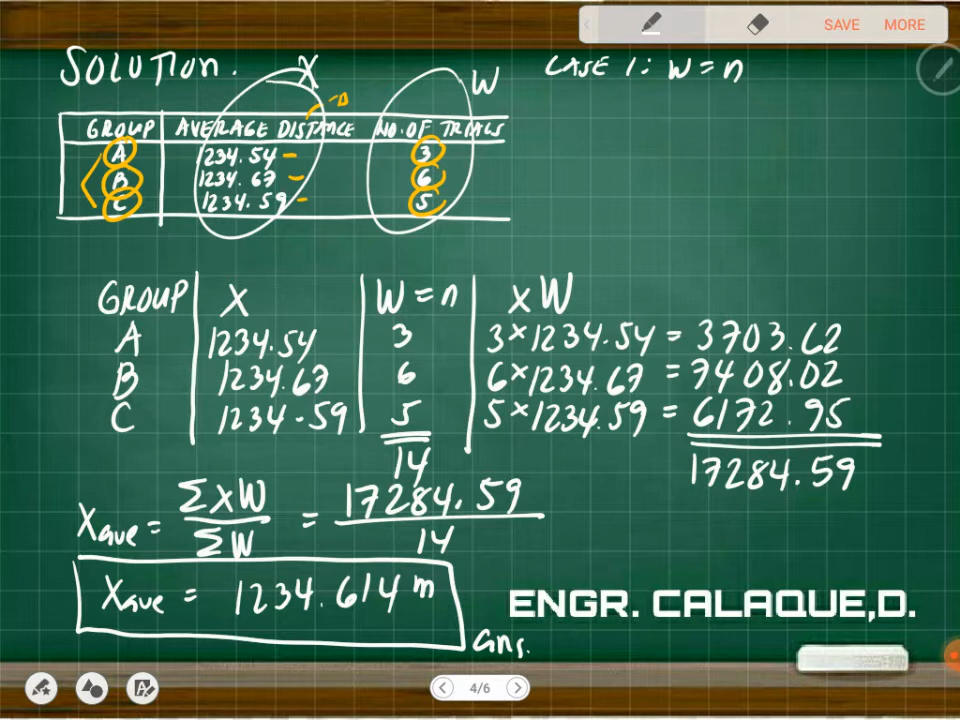 SAVE MORE
SOLUTION. X W CASE 1: W = n
GROUP AVERAGE DISTANCE NO. OF TRIALS
A 1234.54 3
B 1234.67 6
C 1234.59 5
GROUP X W = n XW
A 1234.54 3 3 × 1234.54 = 3703.62
B 1234.67 6 6 × 1234.67 = 7408.02
C 1234.59 5 5 × 1234.59 = 6172.95
14 17284.59
Xave = ΣXW / ΣW = 17284.59 / 14
Xave = 1234.614 m
ans.
ENGR. CALAQUE,D.
4/6